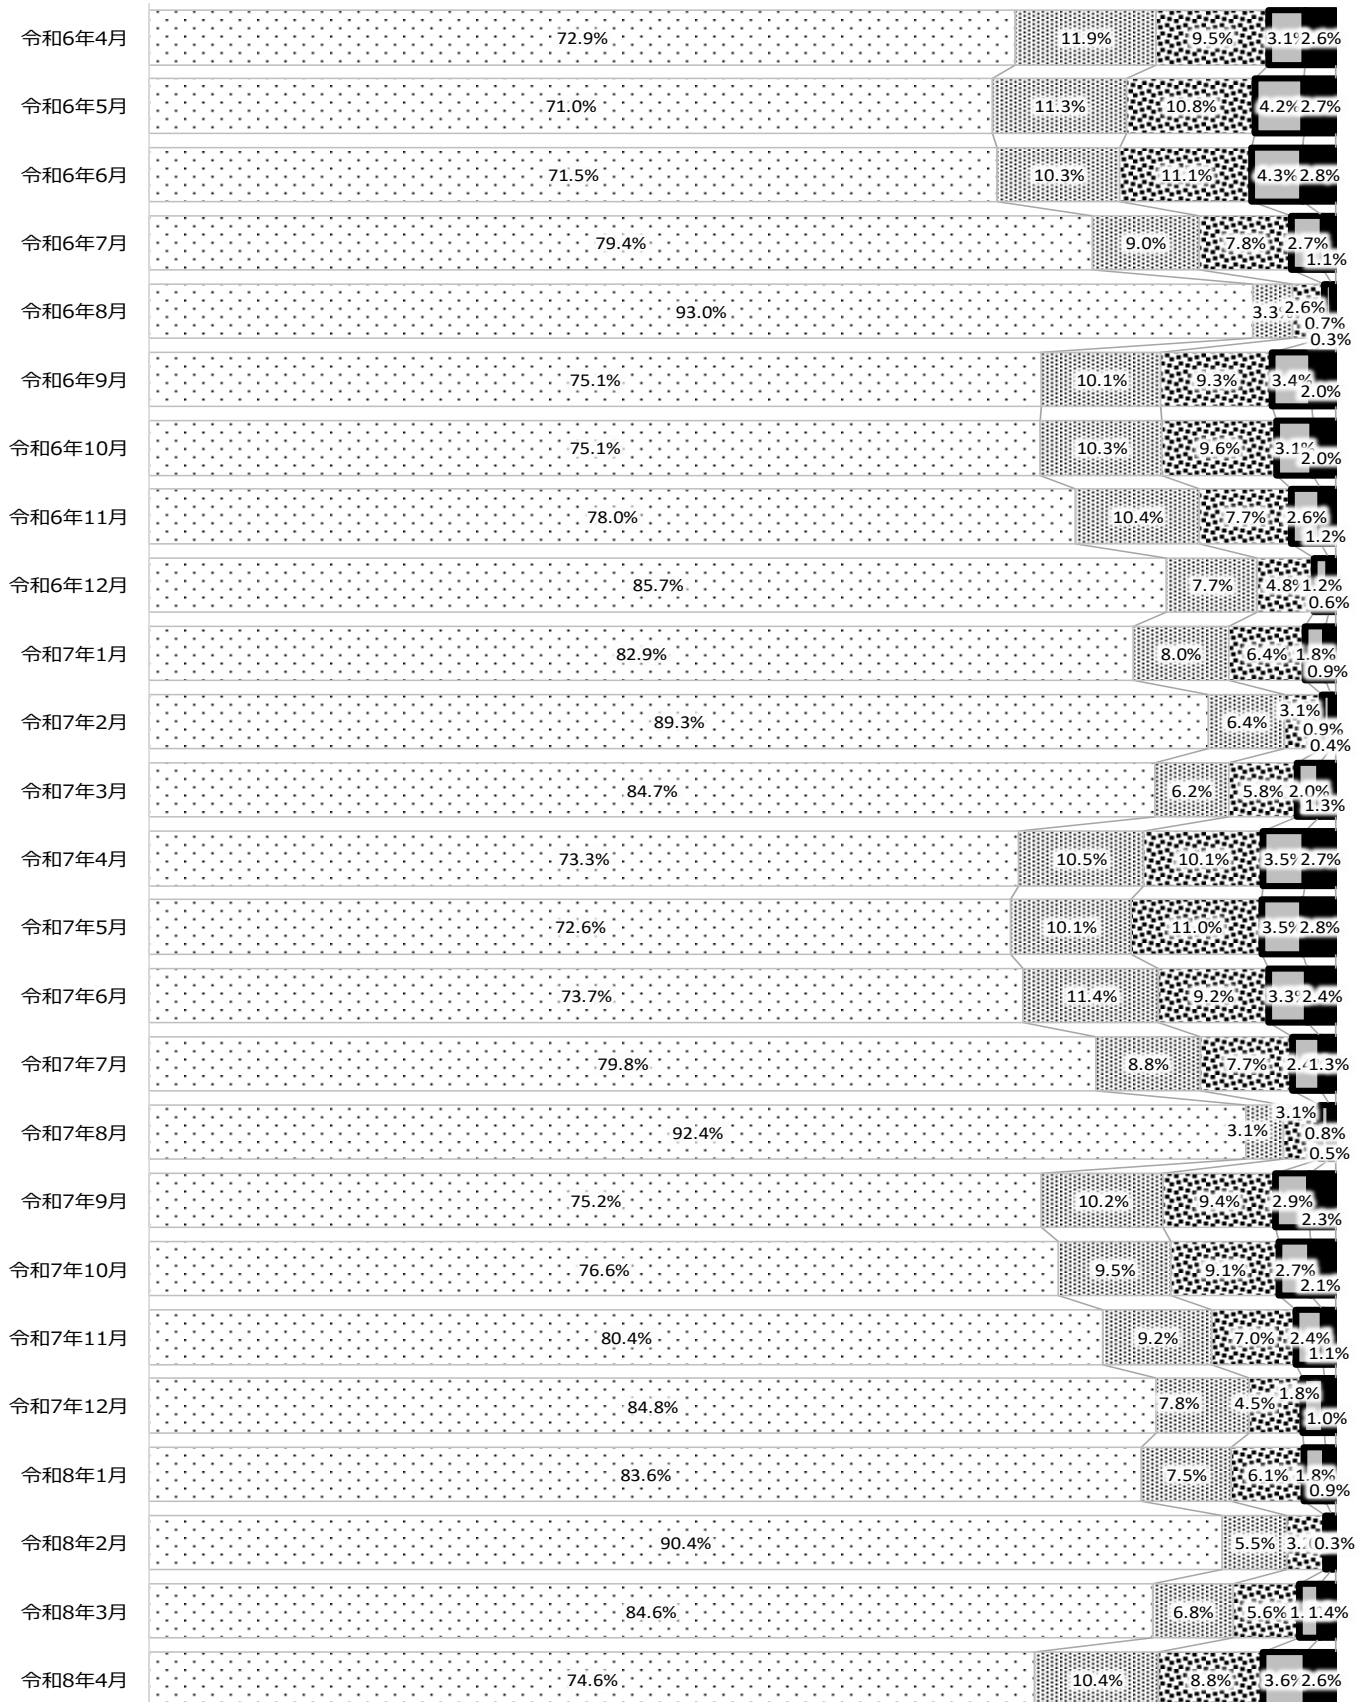 令和6年4月 72.9% 11.9% 9.5% 3.1% 2.6%
令和6年5月 71.0% 11.3% 10.8% 4.2% 2.7%
令和6年6月 71.5% 10.3% 11.1% 4.3% 2.8%
令和6年7月 79.4% 9.0% 7.8% 2.7% 1.1%
令和6年8月 93.0% 3.3% 2.6% 0.7% 0.3%
令和6年9月 75.1% 10.1% 9.3% 3.4% 2.0%
令和6年10月 75.1% 10.3% 9.6% 3.1% 2.0%
令和6年11月 78.0% 10.4% 7.7% 2.6% 1.2%
令和6年12月 85.7% 7.7% 4.8% 1.2% 0.6%
令和7年1月 82.9% 8.0% 6.4% 1.8% 0.9%
令和7年2月 89.3% 6.4% 3.1% 0.9% 0.4%
令和7年3月 84.7% 6.2% 5.8% 2.0% 1.3%
令和7年4月 73.3% 10.5% 10.1% 3.5% 2.7%
令和7年5月 72.6% 10.1% 11.0% 3.5% 2.8%
令和7年6月 73.7% 11.4% 9.2% 3.3% 2.4%
令和7年7月 79.8% 8.8% 7.7% 2.4 1.3%
令和7年8月 92.4% 3.1% 3.1% 0.8% 0.5%
令和7年9月 75.2% 10.2% 9.4% 2.9% 2.3%
令和7年10月 76.6% 9.5% 9.1% 2.7% 2.1%
令和7年11月 80.4% 9.2% 7.0% 2.4% 1.1%
令和7年12月 84.8% 7.8% 4.5% 1.8% 1.0%
令和8年1月 83.6% 7.5% 6.1% 1.8% 0.9%
令和8年2月 90.4% 5.5% 0.3%
令和8年3月 84.6% 6.8% 5.6% 1.4%
令和8年4月 74.6% 10.4% 8.8% 3.6% 2.6%